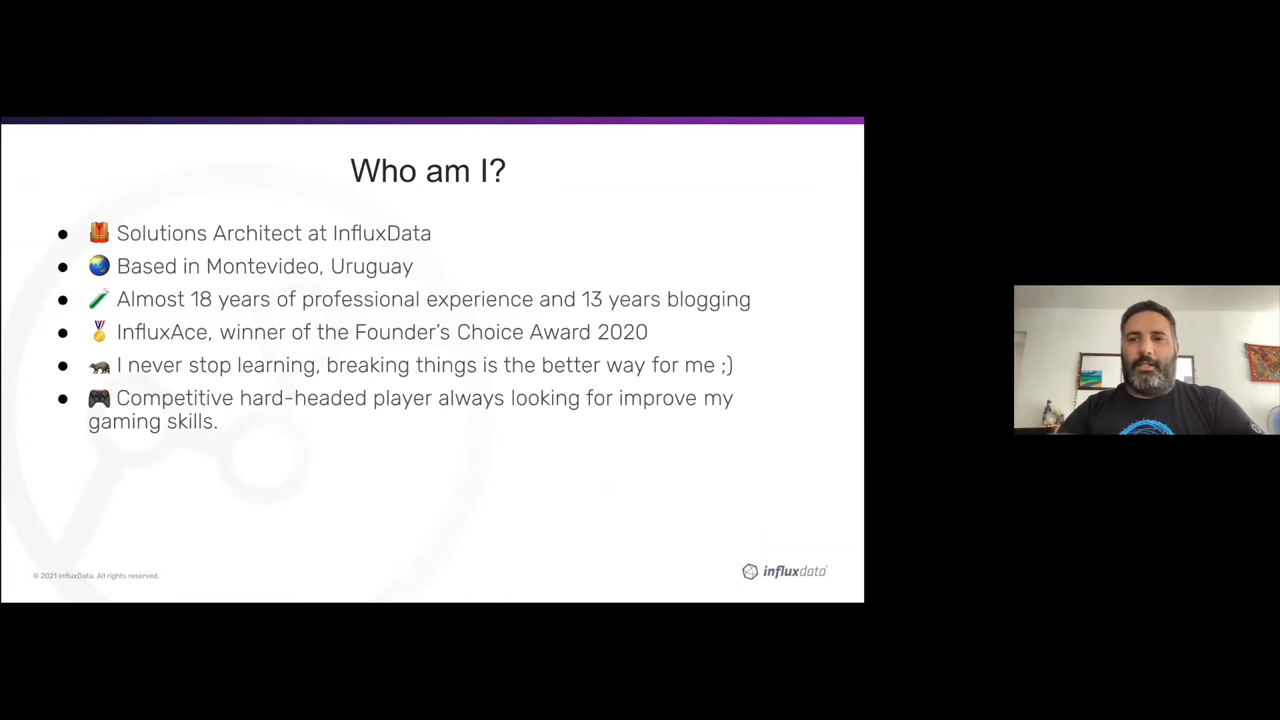 Who am I?
● 🦺 Solutions Architect at InfluxData
● 🌏 Based in Montevideo, Uruguay
● 🧪 Almost 18 years of professional experience and 13 years blogging
● 🏅 InfluxAce, winner of the Founder's Choice Award 2020
● 🦡 I never stop learning, breaking things is the better way for me ;)
● 🎮 Competitive hard-headed player always looking for improve my
gaming skills.
© 2021 InfluxData. All rights reserved.
influxdata